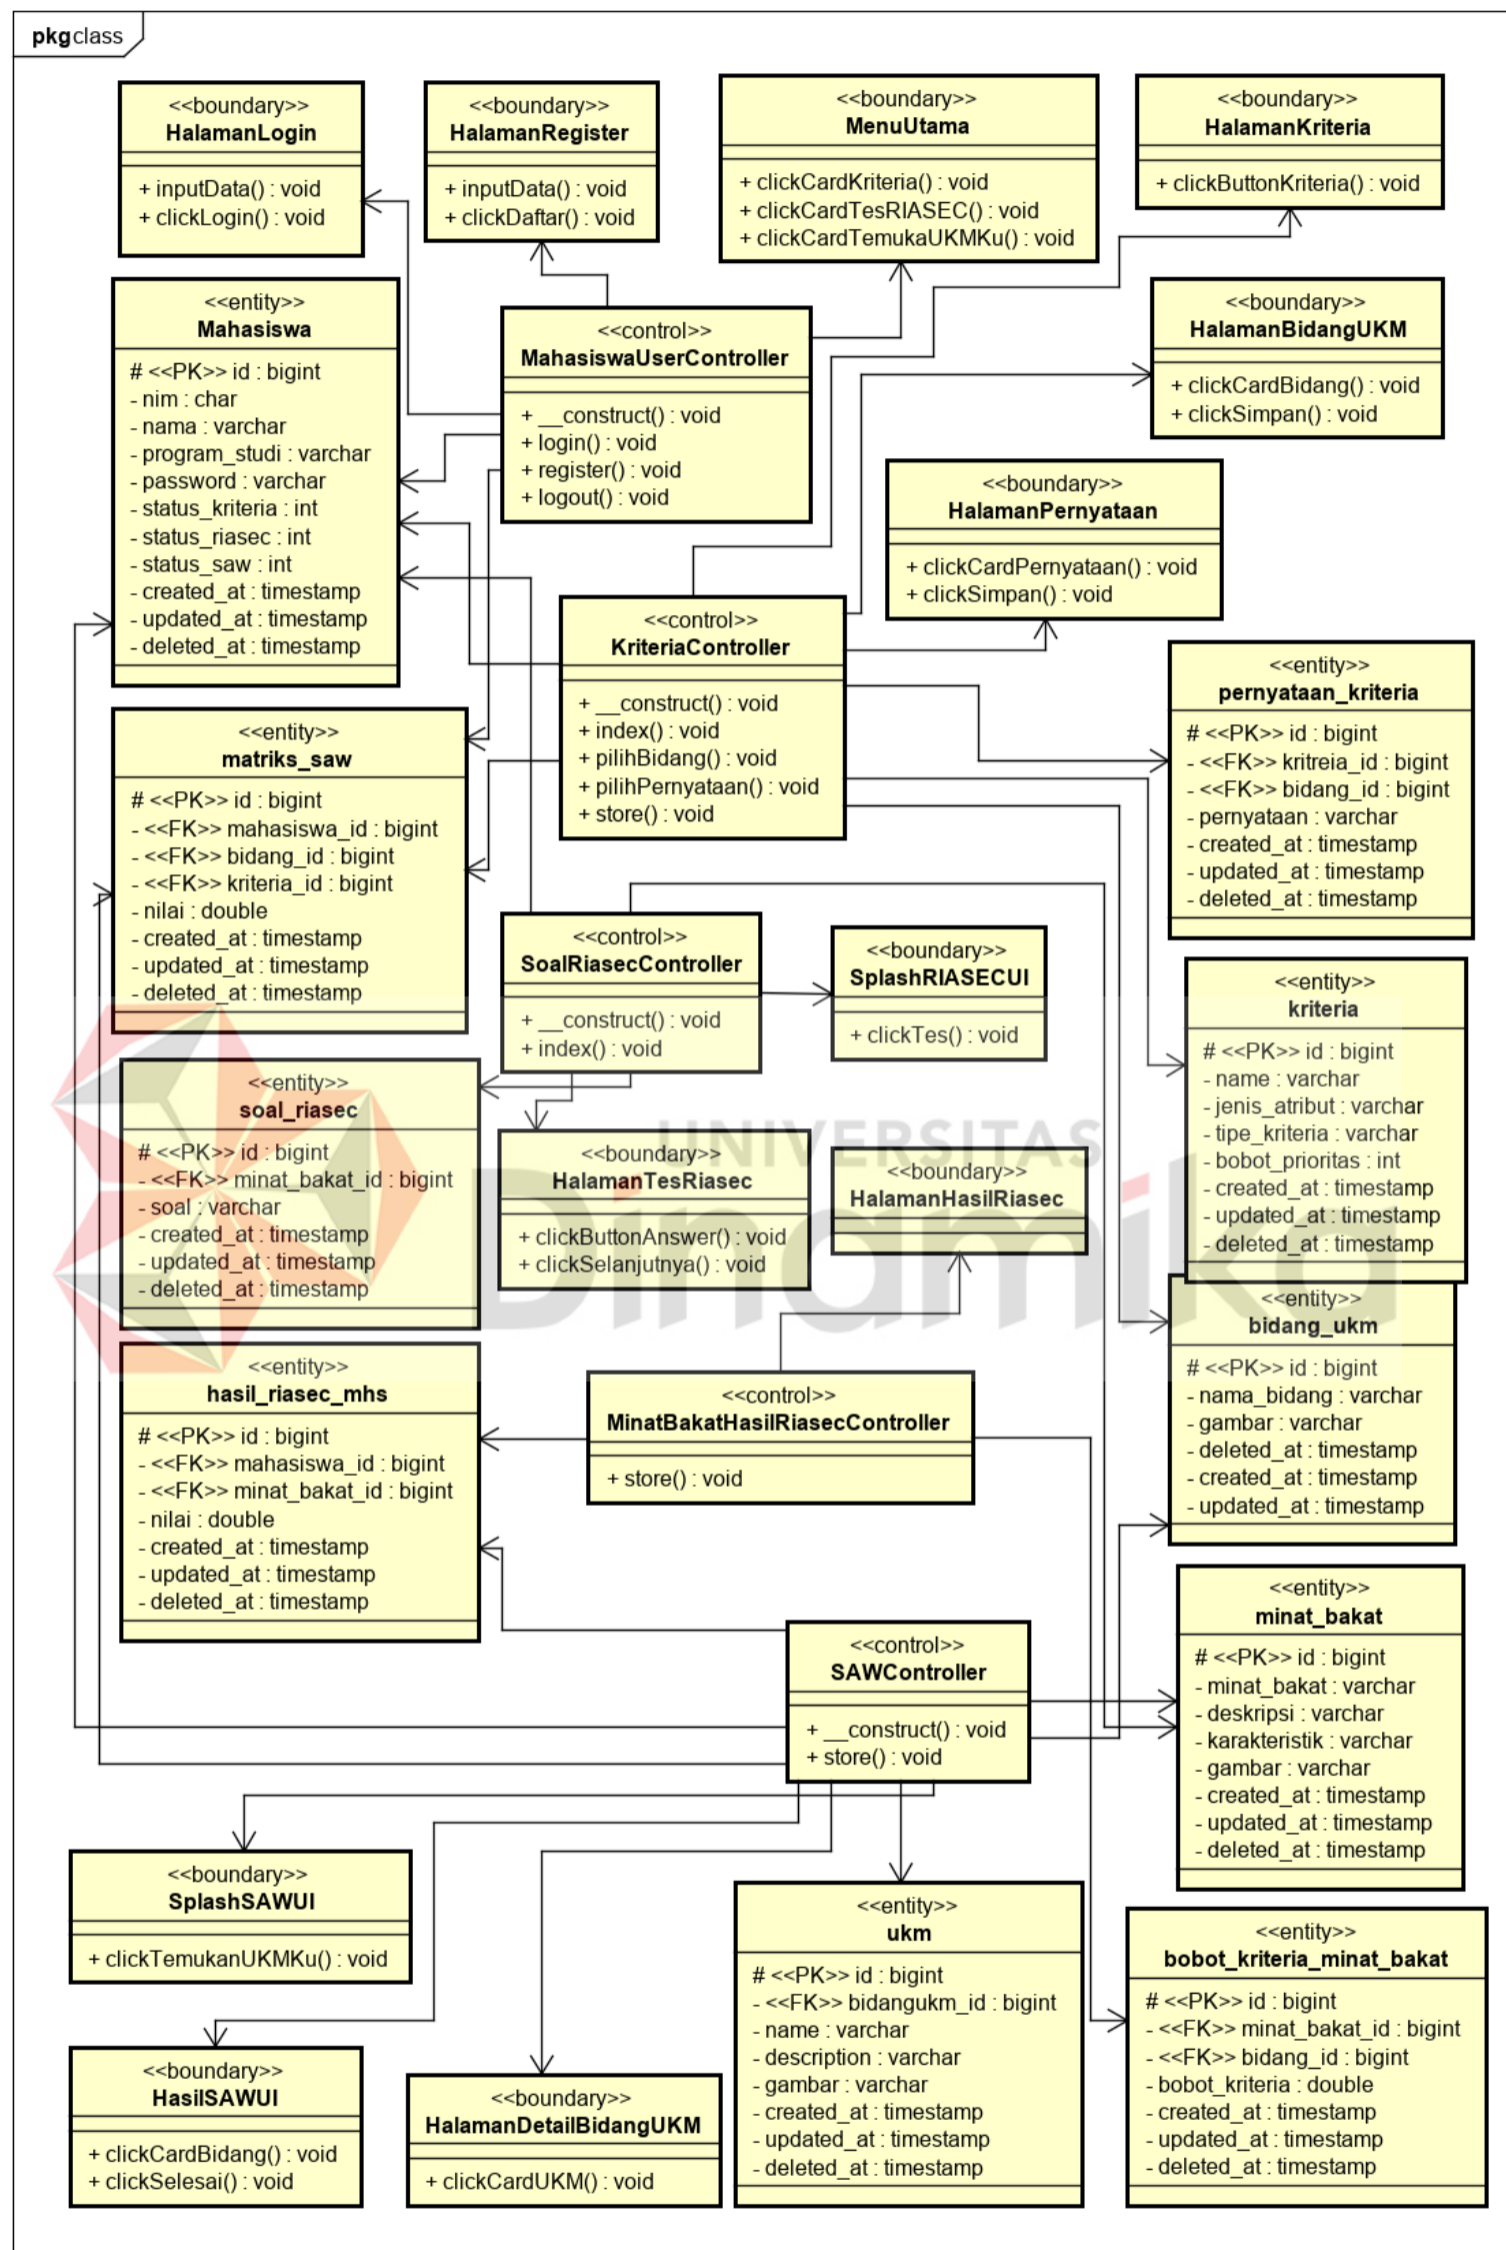 pkg class
<<boundary>>
HalamanLogin
+ inputData() : void
+ clickLogin() : void
<<boundary>>
HalamanRegister
+ inputData() : void
+ clickDaftar() : void
<<boundary>>
MenuUtama
+ clickCardKriteria() : void
+ clickCardTesRIASEC() : void
+ clickCardTemukaUKMKu() : void
<<boundary>>
HalamanKriteria
+ clickButtonKriteria() : void
<<entity>>
Mahasiswa
# <<PK>> id : bigint
- nim : char
- nama : varchar
- program_studi : varchar
- password : varchar
- status_kriteria : int
- status_riasec : int
- status_saw : int
- created_at : timestamp
- updated_at : timestamp
- deleted_at : timestamp
<<control>>
MahasiswaUserController
+ __construct() : void
+ login() : void
+ register() : void
+ logout() : void
<<boundary>>
HalamanBidangUKM
+ clickCardBidang() : void
+ clickSimpan() : void
<<boundary>>
HalamanPernyataan
+ clickCardPernyataan() : void
+ clickSimpan() : void
<<control>>
KriteriaController
+ __construct() : void
+ index() : void
+ pilihBidang() : void
+ pilihPernyataan() : void
+ store() : void
<<entity>>
pernyataan_kriteria
# <<PK>> id : bigint
- <<FK>> kritreia_id : bigint
- <<FK>> bidang_id : bigint
- pernyataan : varchar
- created_at : timestamp
- updated_at : timestamp
- deleted_at : timestamp
<<entity>>
matriks_saw
# <<PK>> id : bigint
- <<FK>> mahasiswa_id : bigint
- <<FK>> bidang_id : bigint
- <<FK>> kriteria_id : bigint
- nilai : double
- created_at : timestamp
- updated_at : timestamp
- deleted_at : timestamp
<<control>>
SoalRiasecController
+ __construct() : void
+ index() : void
<<boundary>>
SplashRIASECUI
+ clickTes() : void
<<entity>>
kriteria
# <<PK>> id : bigint
- name : varchar
- jenis_atribut : varchar
- tipe_kriteria : varchar
- bobot_prioritas : int
- created_at : timestamp
- updated_at : timestamp
- deleted_at : timestamp
<<entity>>
soal_riasec
# <<PK>> id : bigint
- <<FK>> minat_bakat_id : bigint
- soal : varchar
- created_at : timestamp
- updated_at : timestamp
- deleted_at : timestamp
UNIVERSITAS
Dinamika
<<boundary>>
HalamanTesRiasec
+ clickButtonAnswer() : void
+ clickSelanjutnya() : void
<<boundary>>
HalamanHasilRiasec
<<entity>>
bidang_ukm
# <<PK>> id : bigint
- nama_bidang : varchar
- gambar : varchar
- deleted_at : timestamp
- created_at : timestamp
- updated_at : timestamp
<<entity>>
hasil_riasec_mhs
# <<PK>> id : bigint
- <<FK>> mahasiswa_id : bigint
- <<FK>> minat_bakat_id : bigint
- nilai : double
- created_at : timestamp
- updated_at : timestamp
- deleted_at : timestamp
<<control>>
MinatBakatHasilRiasecController
+ store() : void
<<entity>>
minat_bakat
# <<PK>> id : bigint
- minat_bakat : varchar
- deskripsi : varchar
- karakteristik : varchar
- gambar : varchar
- created_at : timestamp
- updated_at : timestamp
- deleted_at : timestamp
<<control>>
SAWController
+ __construct() : void
+ store() : void
<<boundary>>
SplashSAWUI
+ clickTemukanUKMKu() : void
<<entity>>
ukm
# <<PK>> id : bigint
- <<FK>> bidangukm_id : bigint
- name : varchar
- description : varchar
- gambar : varchar
- created_at : timestamp
- updated_at : timestamp
- deleted_at : timestamp
<<entity>>
bobot_kriteria_minat_bakat
# <<PK>> id : bigint
- <<FK>> minat_bakat_id : bigint
- <<FK>> bidang_id : bigint
- bobot_kriteria : double
- created_at : timestamp
- updated_at : timestamp
- deleted_at : timestamp
<<boundary>>
HasilSAWUI
+ clickCardBidang() : void
+ clickSelesai() : void
<<boundary>>
HalamanDetailBidangUKM
+ clickCardUKM() : void